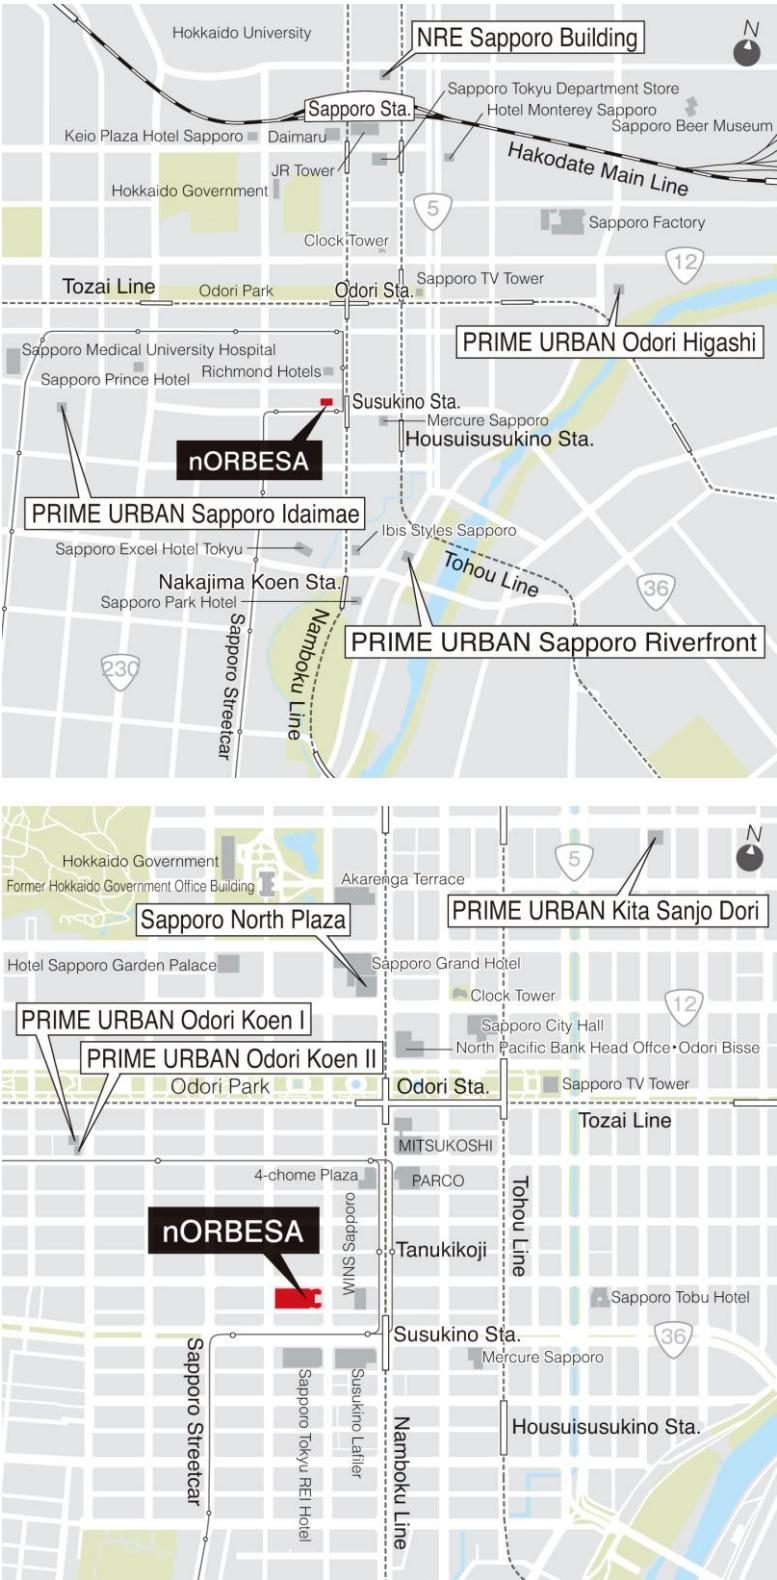 Hokkaido University
NRE Sapporo Building
N
Sapporo Tokyu Department Store
Sapporo Sta.
Hotel Monterey Sapporo
Sapporo Beer Museum
Keio Plaza Hotel Sapporo
Daimaru
JR Tower
Hakodate Main Line
Hokkaido Government
5
Sapporo Factory
Clock Tower
12
Sapporo TV Tower
Tozai Line
Odori Park
Odori Sta.
PRIME URBAN Odori Higashi
Sapporo Medical University Hospital
Sapporo Prince Hotel
Richmond Hotels
Susukino Sta.
Mercure Sapporo
Housuisusukino Sta.
nORBESA
PRIME URBAN Sapporo Idaimae
Ibis Styles Sapporo
Sapporo Excel Hotel Tokyu
Tohou Line
Nakajima Koen Sta.
36
Sapporo Park Hotel
PRIME URBAN Sapporo Riverfront
Sapporo Streetcar
Namboku Line
230
N
Hokkaido Government
5
Former Hokkaido Government Office Building
Akarenga Terrace
Sapporo North Plaza
PRIME URBAN Kita Sanjo Dori
Hotel Sapporo Garden Palace
Sapporo Grand Hotel
Clock Tower
12
PRIME URBAN Odori Koen I
Sapporo City Hall
North Pacific Bank Head Offce•Odori Bisse
PRIME URBAN Odori Koen II
Odori Park
Odori Sta.
Sapporo TV Tower
Tozai Line
MITSUKOSHI
4-chome Plaza
PARCO
WINS Sapporo
Tohou Line
nORBESA
Tanukikoji
Sapporo Tobu Hotel
Susukino Sta.
36
Mercure Sapporo
Sapporo Streetcar
Sapporo Tokyu REI Hotel
Susukino Lafiler
Namboku Line
Housuisusukino Sta.